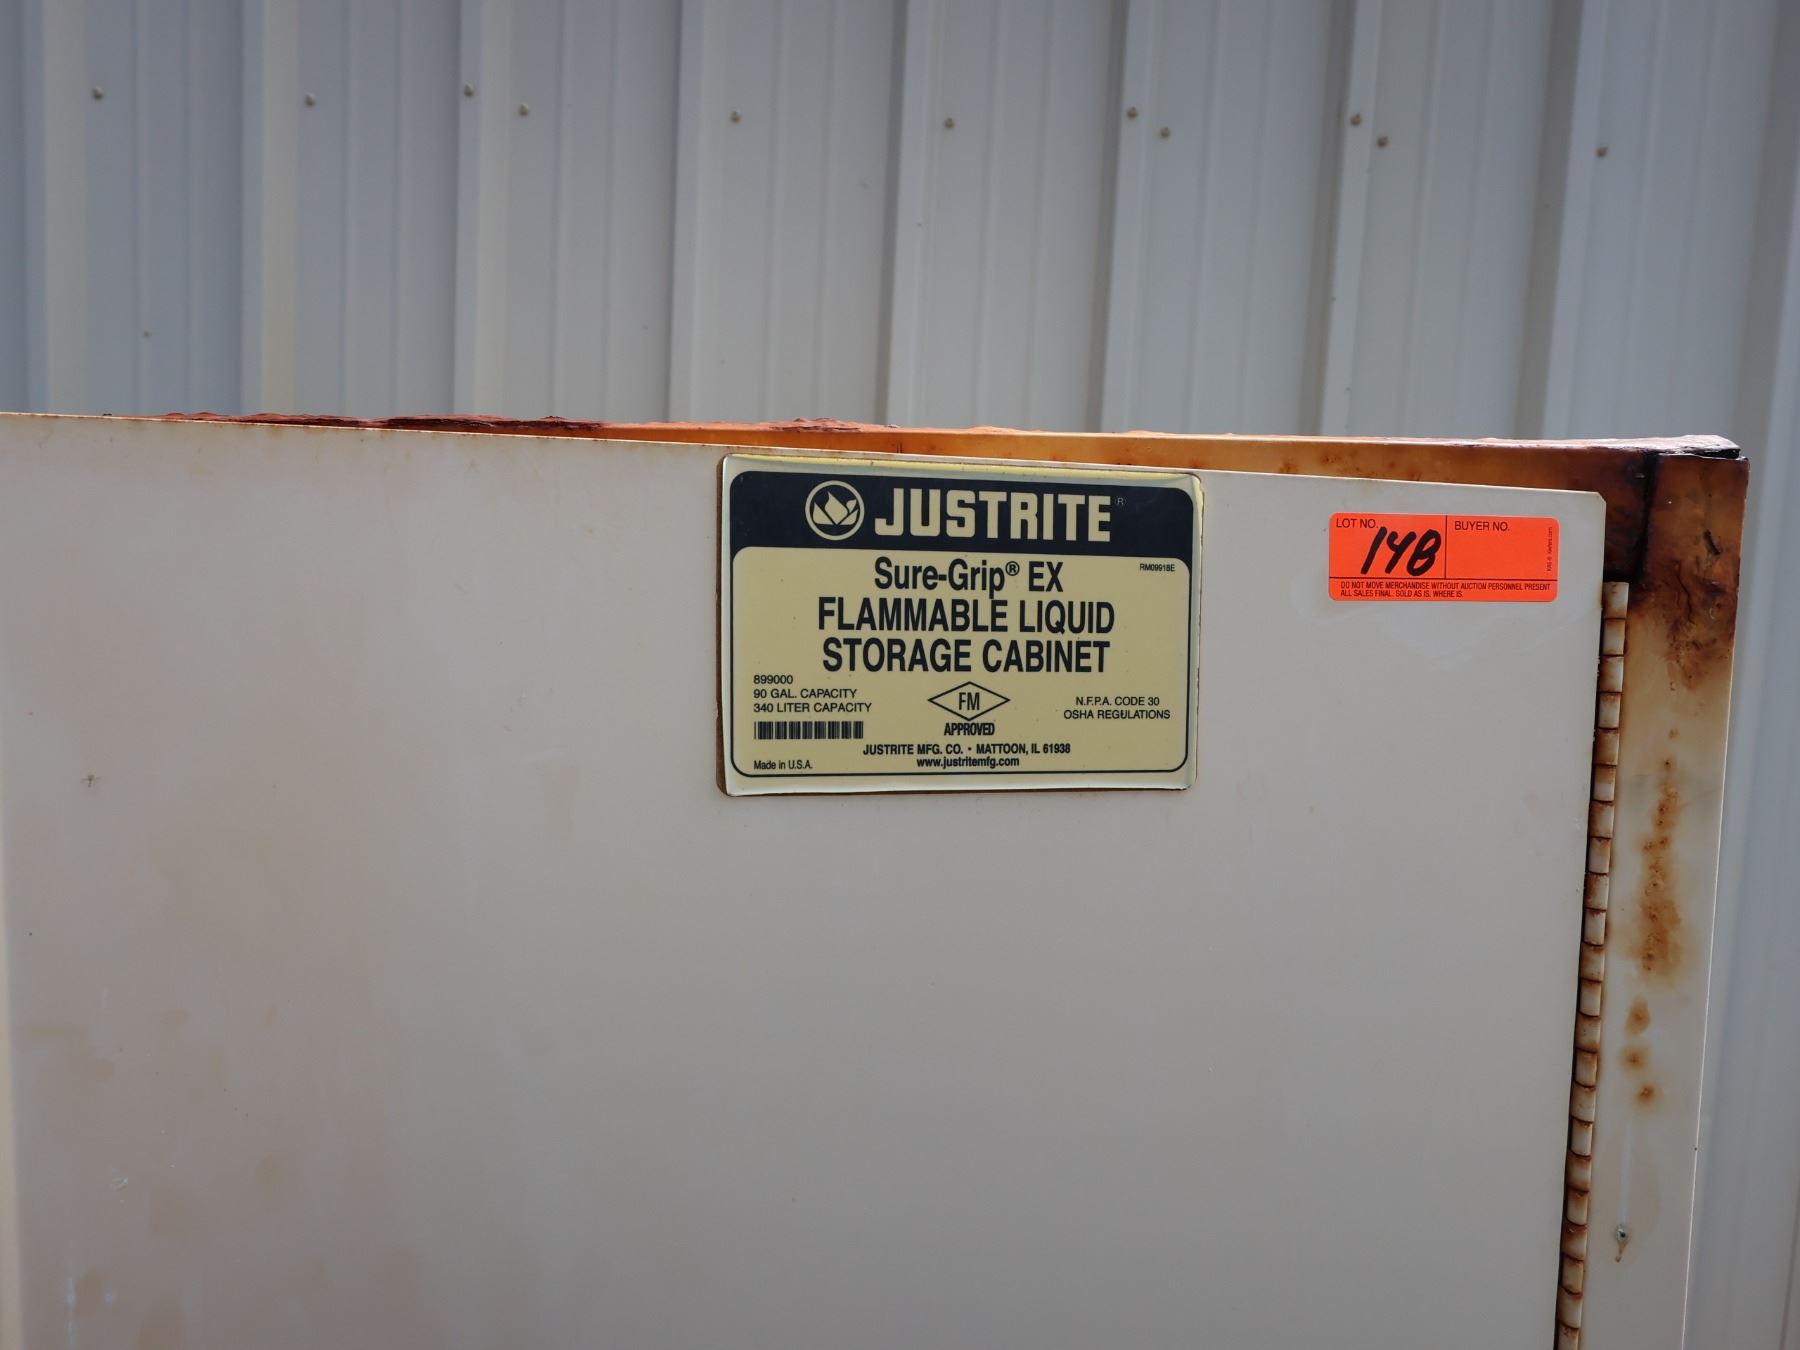 JUSTRITE®
Sure-Grip® EX
RM09918E
FLAMMABLE LIQUID
STORAGE CABINET
899000
90 GAL. CAPACITY
340 LITER CAPACITY
FM
APPROVED
N.F.P.A. CODE 30
OSHA REGULATIONS
JUSTRITE MFG. CO. • MATTOON, IL 61938
www.justritemfg.com
Made in U.S.A.
LOT NO.
148
BUYER NO.
DO NOT MOVE MERCHANDISE WITHOUT AUCTION PERSONNEL PRESENT
ALL SALES FINAL. SOLD AS IS. WHERE IS.